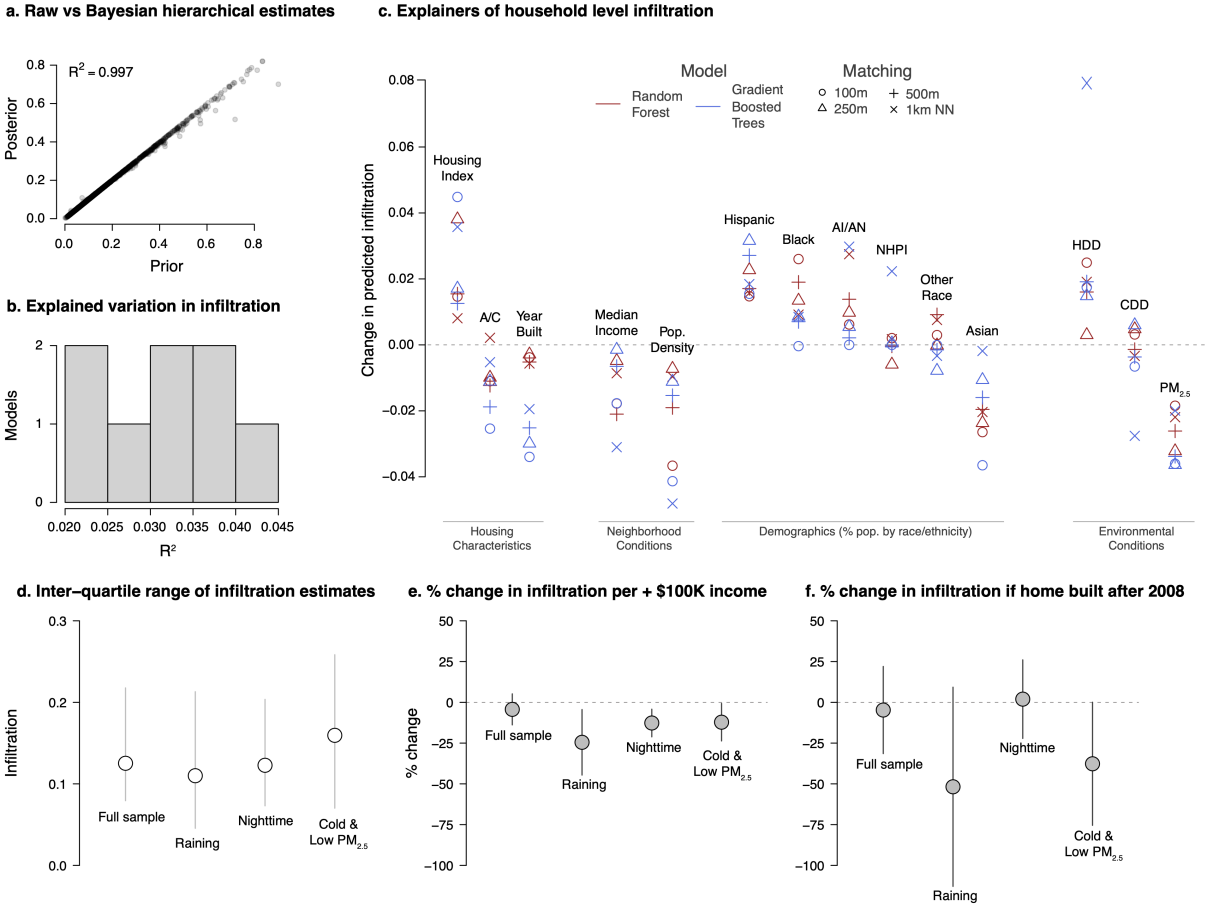 a. Raw vs Bayesian hierarchical estimates
R² = 0.997
Posterior
0.8
0.6
0.4
0.2
0.0
0.0 0.2 0.4 0.6 0.8
Prior
b. Explained variation in infiltration
Models
2
1
0
0.020 0.025 0.030 0.035 0.040 0.045
R²
c. Explainers of household level infiltration
Change in predicted infiltration
0.08
0.06
0.04
0.02
0.00
−0.02
−0.04
Model
Random
Forest
Gradient
Boosted
Trees
Matching
100m
250m
500m
1km NN
Housing
Index
A/C
Year
Built
Median
Income
Pop.
Density
Hispanic
Black
AI/AN
NHPI
Other
Race
Asian
HDD
CDD
PM2.5
Housing
Characteristics
Neighborhood
Conditions
Demographics (% pop. by race/ethnicity)
Environmental
Conditions
d. Inter−quartile range of infiltration estimates
Infiltration
0.3
0.2
0.1
0.0
Full sample
Raining
Nighttime
Cold &
Low PM2.5
e. % change in infiltration per + $100K income
% change
50
25
0
−25
−50
−75
−100
Full sample
Raining
Nighttime
Cold &
Low PM2.5
f. % change in infiltration if home built after 2008
50
25
0
−25
−50
−75
−100
Full sample
Raining
Nighttime
Cold &
Low PM2.5